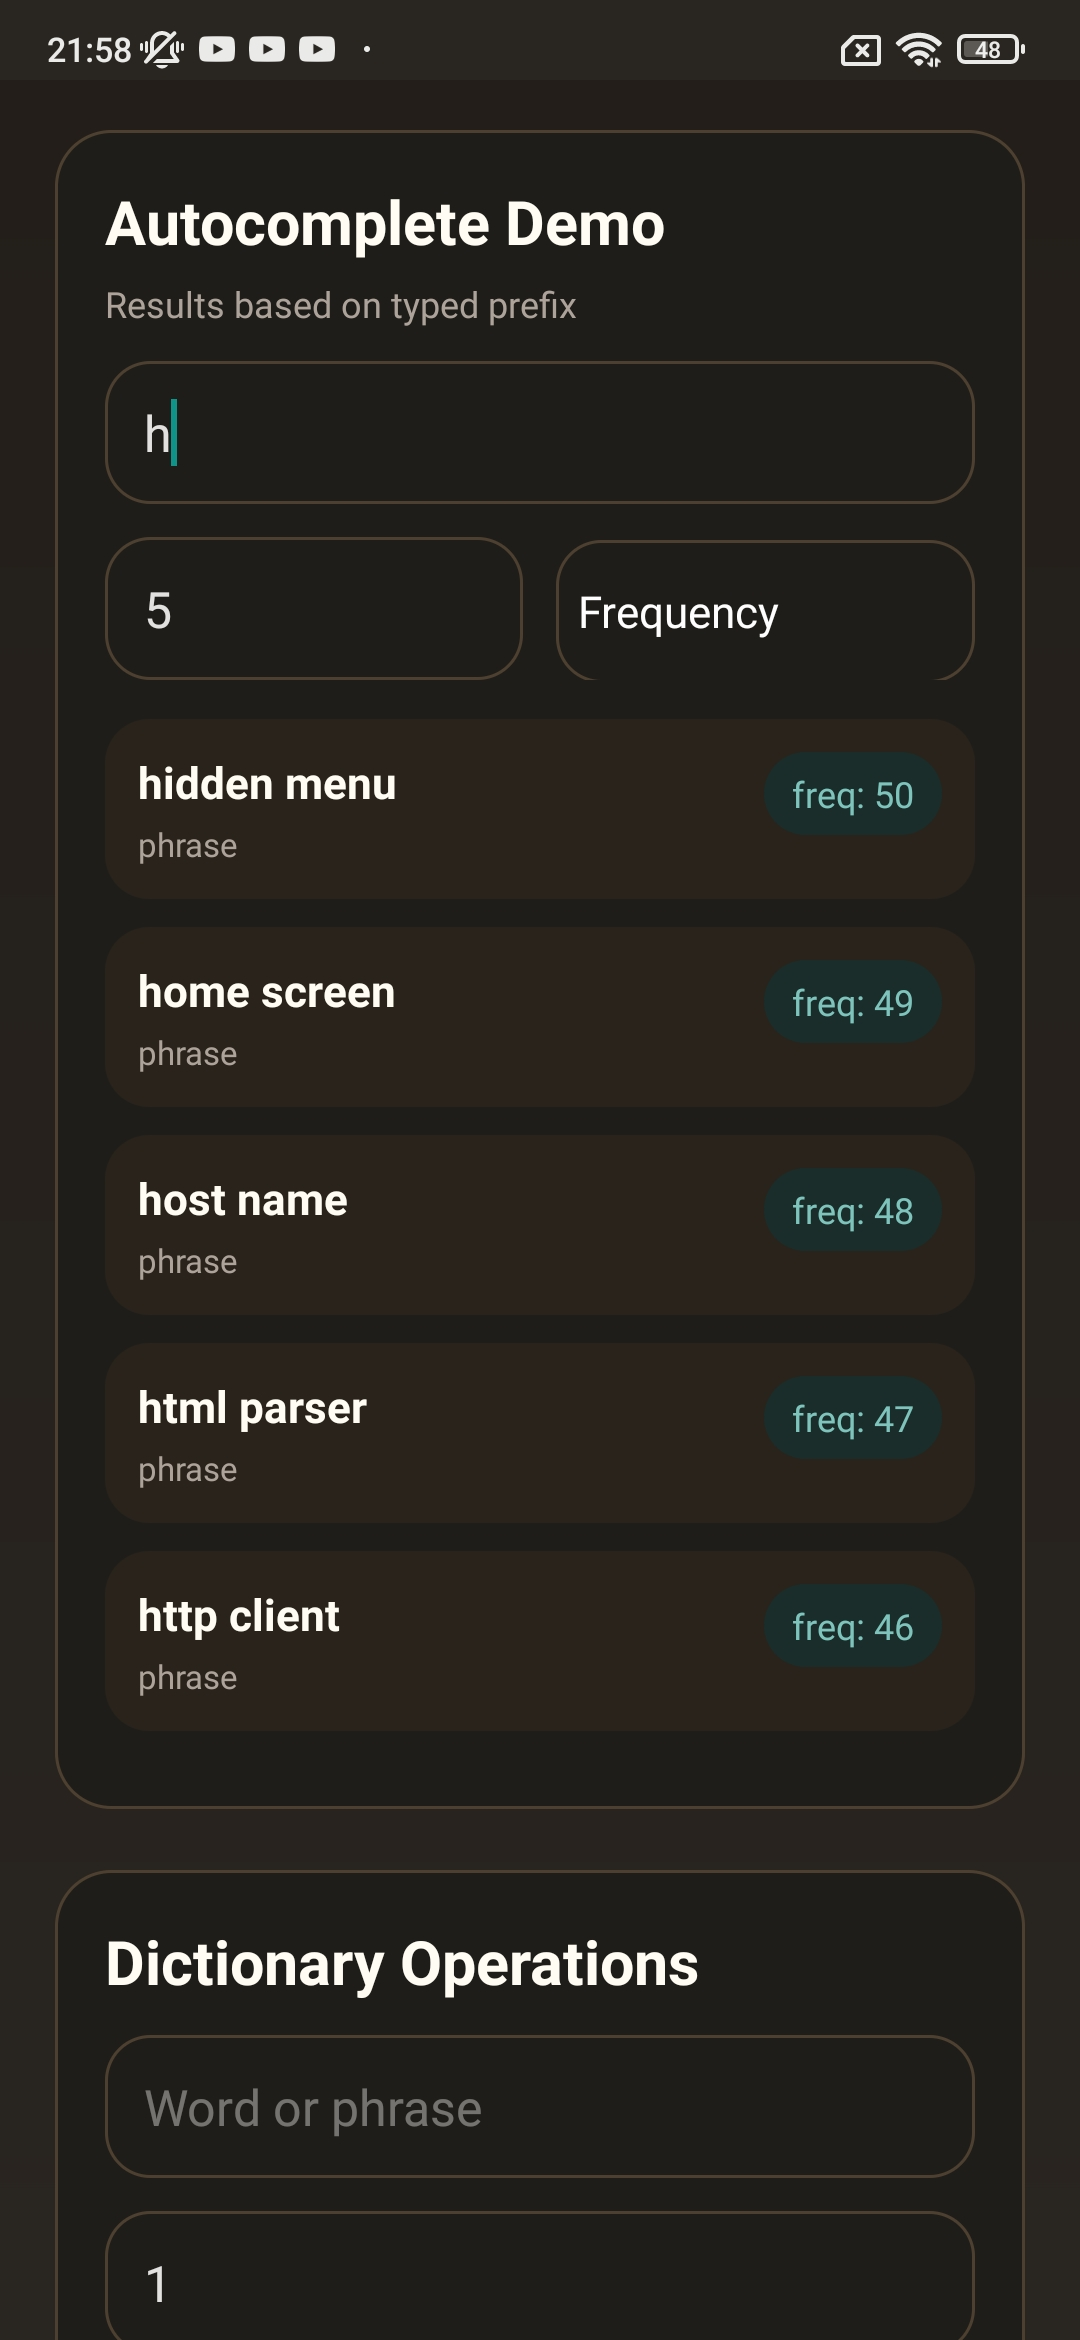 21:58
48
Autocomplete Demo
Results based on typed prefix
h
5
Frequency
hidden menu
freq: 50
phrase
home screen
freq: 49
phrase
host name
freq: 48
phrase
html parser
freq: 47
phrase
http client
freq: 46
phrase
Dictionary Operations
Word or phrase
1